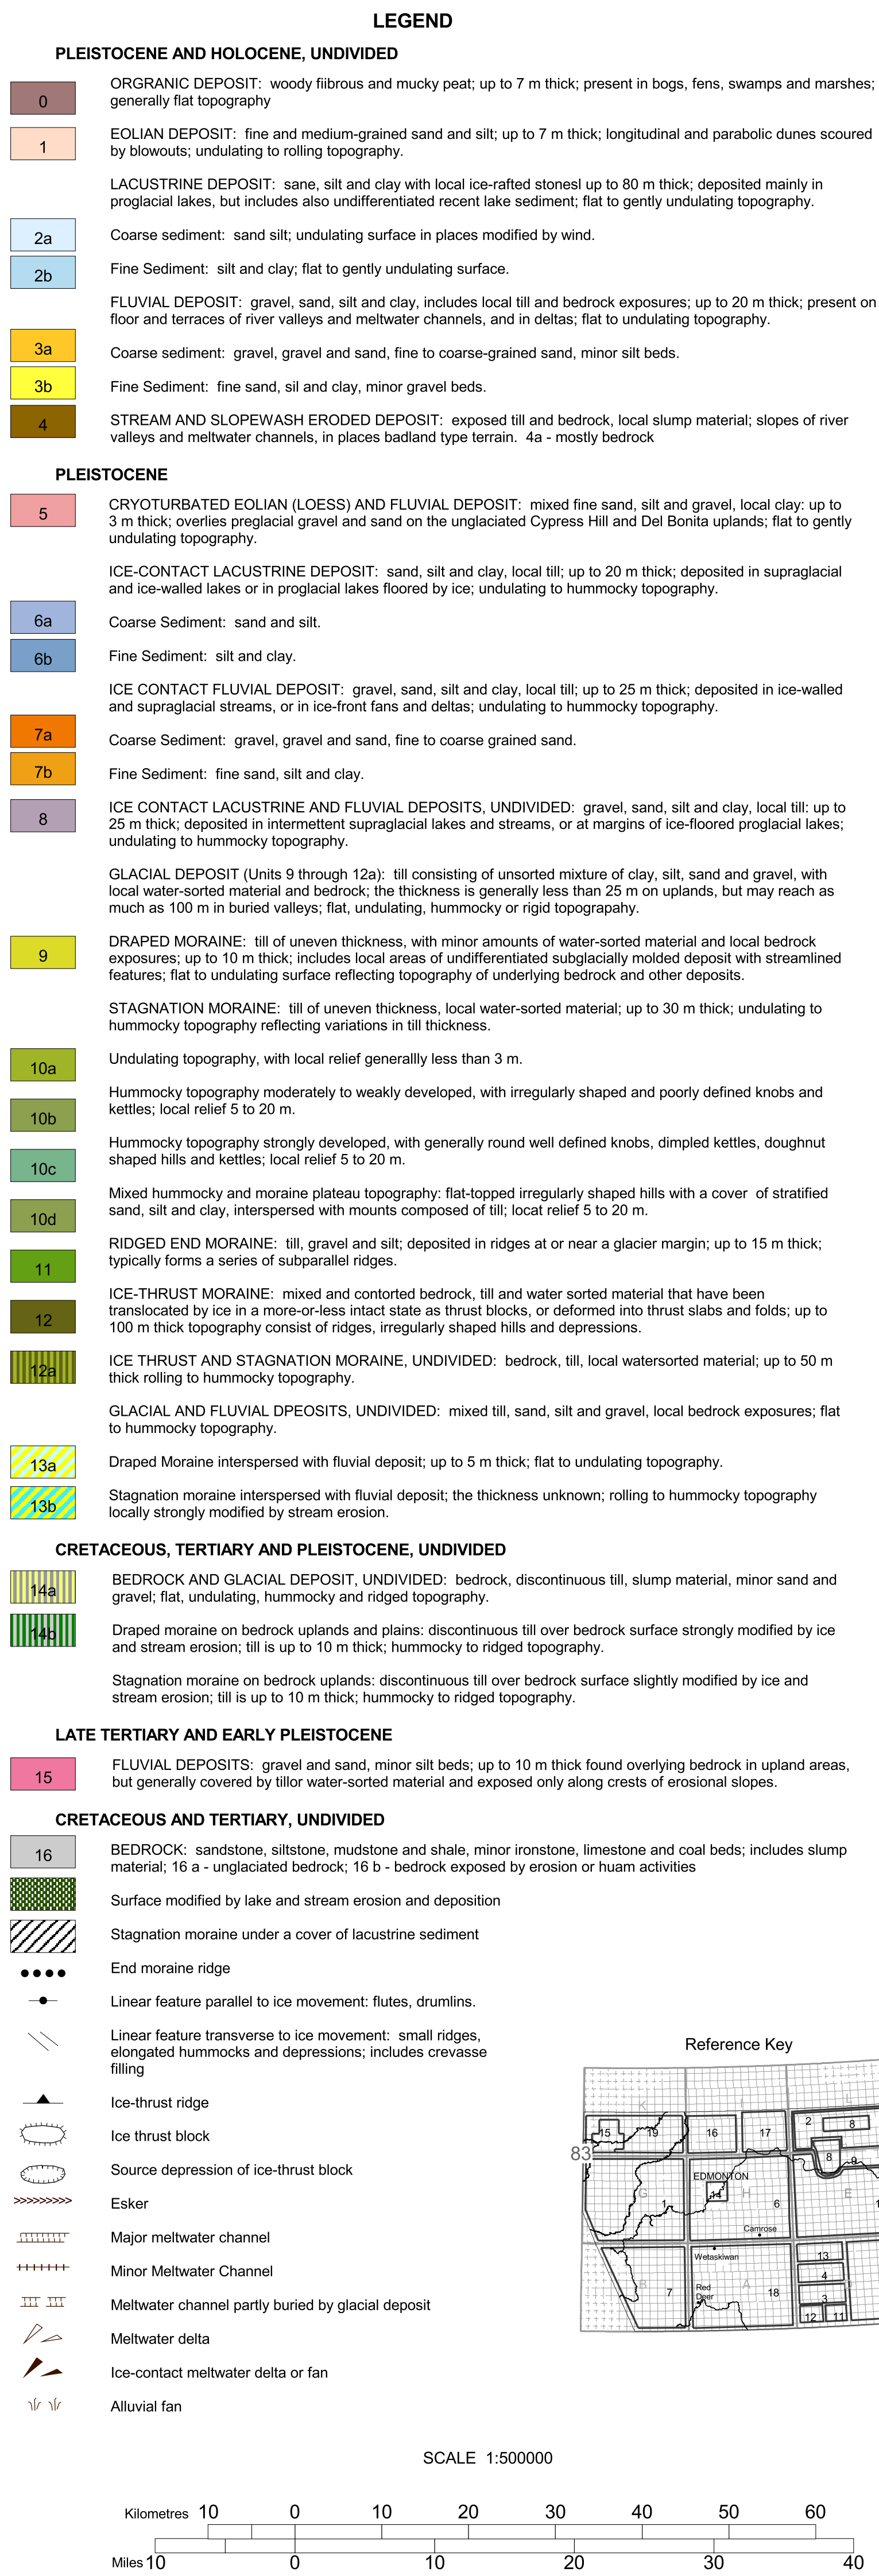 LEGEND
PLEISTOCENE AND HOLOCENE, UNDIVIDED
0
ORGRANIC DEPOSIT: woody fiibrous and mucky peat; up to 7 m thick; present in bogs, fens, swamps and marshes;
generally flat topography
1
EOLIAN DEPOSIT: fine and medium-grained sand and silt; up to 7 m thick; longitudinal and parabolic dunes scoured
by blowouts; undulating to rolling topography.
LACUSTRINE DEPOSIT: sane, silt and clay with local ice-rafted stonesl up to 80 m thick; deposited mainly in
proglacial lakes, but includes also undifferentiated recent lake sediment; flat to gently undulating topography.
2a
Coarse sediment: sand silt; undulating surface in places modified by wind.
2b
Fine Sediment: silt and clay; flat to gently undulating surface.
FLUVIAL DEPOSIT: gravel, sand, silt and clay, includes local till and bedrock exposures; up to 20 m thick; present on
floor and terraces of river valleys and meltwater channels, and in deltas; flat to undulating topography.
3a
Coarse sediment: gravel, gravel and sand, fine to coarse-grained sand, minor silt beds.
3b
Fine Sediment: fine sand, sil and clay, minor gravel beds.
4
STREAM AND SLOPEWASH ERODED DEPOSIT: exposed till and bedrock, local slump material; slopes of river
valleys and meltwater channels, in places badland type terrain. 4a - mostly bedrock
PLEISTOCENE
5
CRYOTURBATED EOLIAN (LOESS) AND FLUVIAL DEPOSIT: mixed fine sand, silt and gravel, local clay: up to
3 m thick; overlies preglacial gravel and sand on the unglaciated Cypress Hill and Del Bonita uplands; flat to gently
undulating topography.
ICE-CONTACT LACUSTRINE DEPOSIT: sand, silt and clay, local till; up to 20 m thick; deposited in supraglacial
and ice-walled lakes or in proglacial lakes floored by ice; undulating to hummocky topography.
6a
Coarse Sediment: sand and silt.
6b
Fine Sediment: silt and clay.
ICE CONTACT FLUVIAL DEPOSIT: gravel, sand, silt and clay, local till; up to 25 m thick; deposited in ice-walled
and supraglacial streams, or in ice-front fans and deltas; undulating to hummocky topography.
7a
Coarse Sediment: gravel, gravel and sand, fine to coarse grained sand.
7b
Fine Sediment: fine sand, silt and clay.
8
ICE CONTACT LACUSTRINE AND FLUVIAL DEPOSITS, UNDIVIDED: gravel, sand, silt and clay, local till: up to
25 m thick; deposited in intermettent supraglacial lakes and streams, or at margins of ice-floored proglacial lakes;
undulating to hummocky topography.
GLACIAL DEPOSIT (Units 9 through 12a): till consisting of unsorted mixture of clay, silt, sand and gravel, with
local water-sorted material and bedrock; the thickness is generally less than 25 m on uplands, but may reach as
much as 100 m in buried valleys; flat, undulating, hummocky or rigid topograpahy.
9
DRAPED MORAINE: till of uneven thickness, with minor amounts of water-sorted material and local bedrock
exposures; up to 10 m thick; includes local areas of undifferentiated subglacially molded deposit with streamlined
features; flat to undulating surface reflecting topography of underlying bedrock and other deposits.
STAGNATION MORAINE: till of uneven thickness, local water-sorted material; up to 30 m thick; undulating to
hummocky topography reflecting variations in till thickness.
10a
Undulating topography, with local relief generallly less than 3 m.
10b
Hummocky topography moderately to weakly developed, with irregularly shaped and poorly defined knobs and
kettles; local relief 5 to 20 m.
10c
Hummocky topography strongly developed, with generally round well defined knobs, dimpled kettles, doughnut
shaped hills and kettles; local relief 5 to 20 m.
10d
Mixed hummocky and moraine plateau topography: flat-topped irregularly shaped hills with a cover of stratified
sand, silt and clay, interspersed with mounts composed of till; locat relief 5 to 20 m.
11
RIDGED END MORAINE: till, gravel and silt; deposited in ridges at or near a glacier margin; up to 15 m thick;
typically forms a series of subparallel ridges.
12
ICE-THRUST MORAINE: mixed and contorted bedrock, till and water sorted material that have been
translocated by ice in a more-or-less intact state as thrust blocks, or deformed into thrust slabs and folds; up to
100 m thick topography consist of ridges, irregularly shaped hills and depressions.
12a
ICE THRUST AND STAGNATION MORAINE, UNDIVIDED: bedrock, till, local watersorted material; up to 50 m
thick rolling to hummocky topography.
GLACIAL AND FLUVIAL DPEOSITS, UNDIVIDED: mixed till, sand, silt and gravel, local bedrock exposures; flat
to hummocky topography.
13a
Draped Moraine interspersed with fluvial deposit; up to 5 m thick; flat to undulating topography.
13b
Stagnation moraine interspersed with fluvial deposit; the thickness unknown; rolling to hummocky topography
locally strongly modified by stream erosion.
CRETACEOUS, TERTIARY AND PLEISTOCENE, UNDIVIDED
14a
BEDROCK AND GLACIAL DEPOSIT, UNDIVIDED: bedrock, discontinuous till, slump material, minor sand and
gravel; flat, undulating, hummocky and ridged topography.
14b
Draped moraine on bedrock uplands and plains: discontinuous till over bedrock surface strongly modified by ice
and stream erosion; till is up to 10 m thick; hummocky to ridged topography.
Stagnation moraine on bedrock uplands: discontinuous till over bedrock surface slightly modified by ice and
stream erosion; till is up to 10 m thick; hummocky to ridged topography.
LATE TERTIARY AND EARLY PLEISTOCENE
15
FLUVIAL DEPOSITS: gravel and sand, minor silt beds; up to 10 m thick found overlying bedrock in upland areas,
but generally covered by tillor water-sorted material and exposed only along crests of erosional slopes.
CRETACEOUS AND TERTIARY, UNDIVIDED
16
BEDROCK: sandstone, siltstone, mudstone and shale, minor ironstone, limestone and coal beds; includes slump
material; 16 a - unglaciated bedrock; 16 b - bedrock exposed by erosion or huam activities
Surface modified by lake and stream erosion and deposition
Stagnation moraine under a cover of lacustrine sediment
End moraine ridge
Linear feature parallel to ice movement: flutes, drumlins.
Linear feature transverse to ice movement: small ridges,
elongated hummocks and depressions; includes crevasse
filling
Ice-thrust ridge
Ice thrust block
Source depression of ice-thrust block
Esker
Major meltwater channel
Minor Meltwater Channel
Meltwater channel partly buried by glacial deposit
Meltwater delta
Ice-contact meltwater delta or fan
Alluvial fan
Reference Key
K
L
15
19
16
17
2
8
83
8
9
EDMONTON
G
14
H
E
1
6
1
Camrose
Wetaskiwan
13
4
7
Red
Deer
A
18
3
12
11
SCALE 1:500000
Kilometres 10 0 10 20 30 40 50 60
Miles 10 0 10 20 30 40